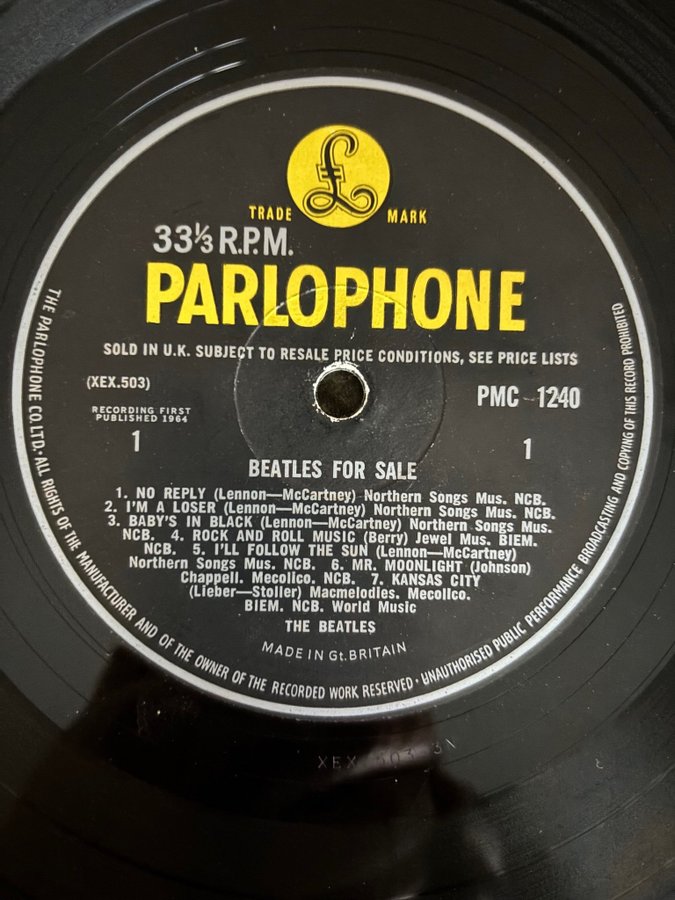 £
TRADE MARK
33⅓ R.P.M.
PARLOPHONE
SOLD IN U.K. SUBJECT TO RESALE PRICE CONDITIONS, SEE PRICE LISTS
(XEX.503)
PMC 1240
RECORDING FIRST
PUBLISHED 1964
1
1
BEATLES FOR SALE
1. NO REPLY (Lennon—McCartney) Northern Songs Mus. NCB.
2. I'M A LOSER (Lennon—McCartney) Northern Songs Mus. NCB.
3. BABY'S IN BLACK (Lennon—McCartney) Northern Songs Mus.
NCB. 4. ROCK AND ROLL MUSIC (Berry) Jewel Mus. BIEM.
NCB. 5. I'LL FOLLOW THE SUN (Lennon—McCartney)
Northern Songs Mus. NCB. 6. MR. MOONLIGHT (Johnson)
Chappell. Mecolico. NCB. 7. KANSAS CITY
(Lieber—Stoller) Macmelodies. Mecolico.
BIEM. NCB. World Music
THE BEATLES
MADE IN Gt. BRITAIN
THE PARLOPHONE CO. LTD. · ALL RIGHTS OF THE MANUFACTURER AND OF THE OWNER OF THE RECORDED WORK RESERVED · UNAUTHORISED PUBLIC PERFORMANCE BROADCASTING AND COPYING OF THIS RECORD PROHIBITED
XEX 503